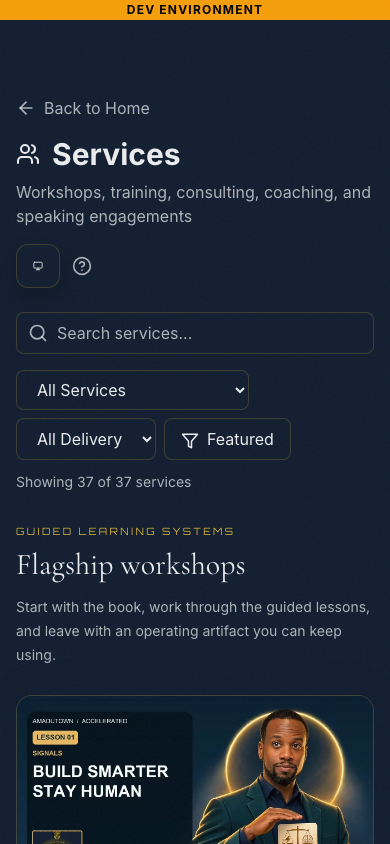 DEV ENVIRONMENT
Back to Home
Services
Workshops, training, consulting, coaching, and
speaking engagements
Search services...
All Services
All Delivery
Featured
Showing 37 of 37 services
GUIDED LEARNING SYSTEMS
Flagship workshops
Start with the book, work through the guided lessons,
and leave with an operating artifact you can keep
using.
AMADUTOWN / ACCELERATED
LESSON 01
SIGNALS
BUILD SMARTER
STAY HUMAN